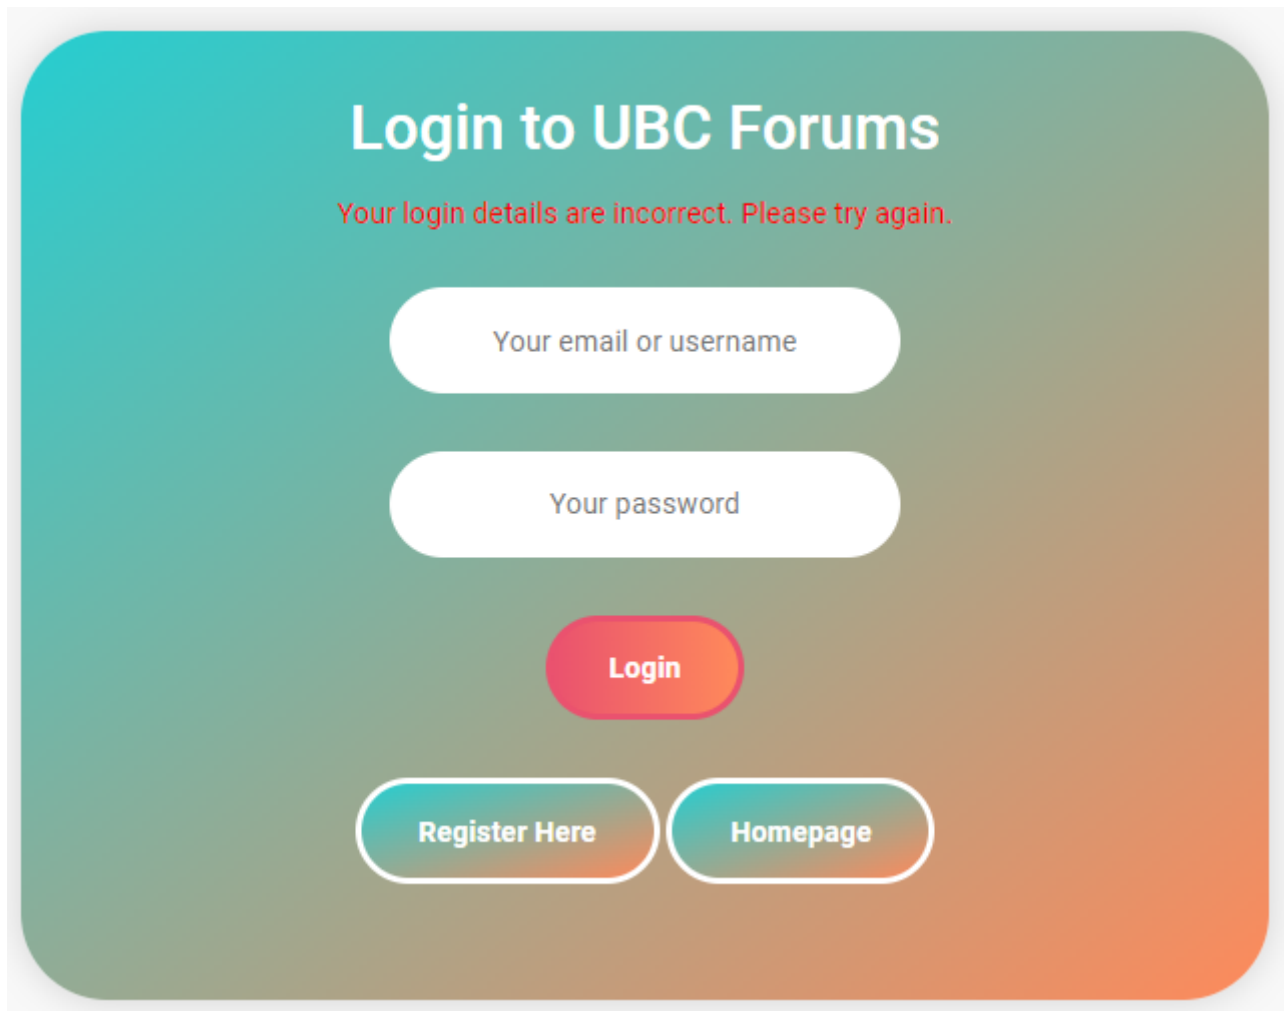 Login to UBC Forums
Your login details are incorrect. Please try again.
Your email or username
Your password
Login
Register Here Homepage